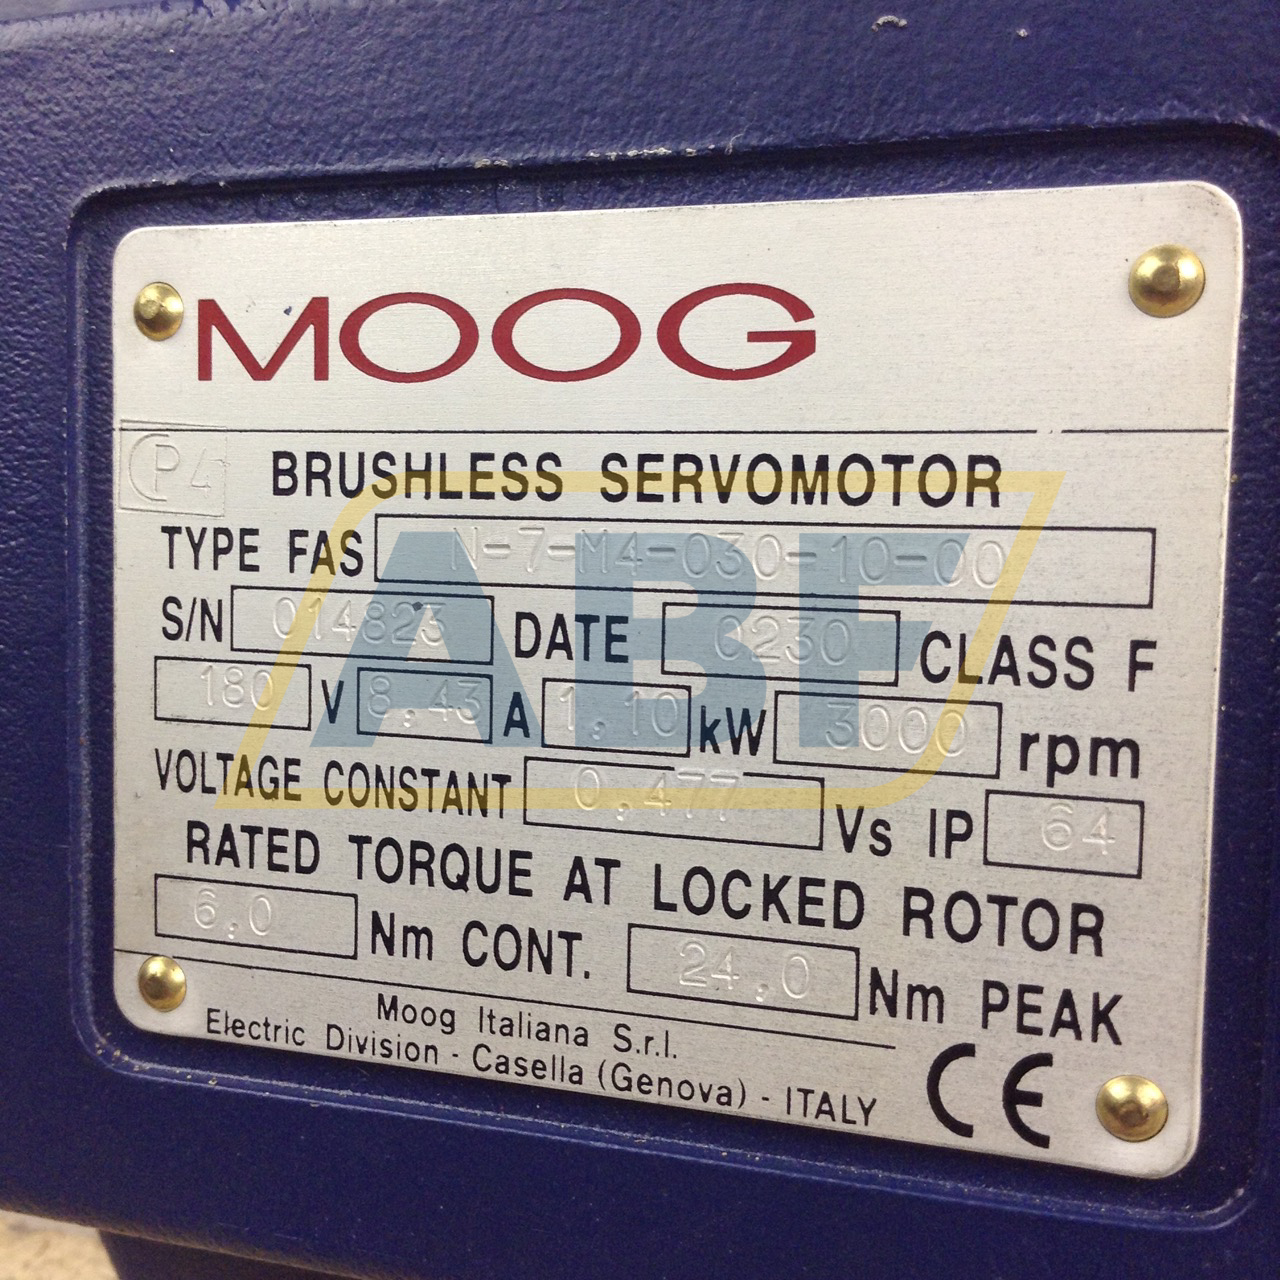 MOOG
CP4
BRUSHLESS SERVOMOTOR
TYPE FAS N-7-M4-030-10-00
S/N 014823 DATE 0230 CLASS F
180 V 8,43 A 1,10 kW 3000 rpm
VOLTAGE CONSTANT 0,477 Vs IP 64
RATED TORQUE AT LOCKED ROTOR
6,0 Nm CONT. 24,0 Nm PEAK
Moog Italiana S.r.l.
Electric Division - Casella (Genova) - ITALY
CE
ABF